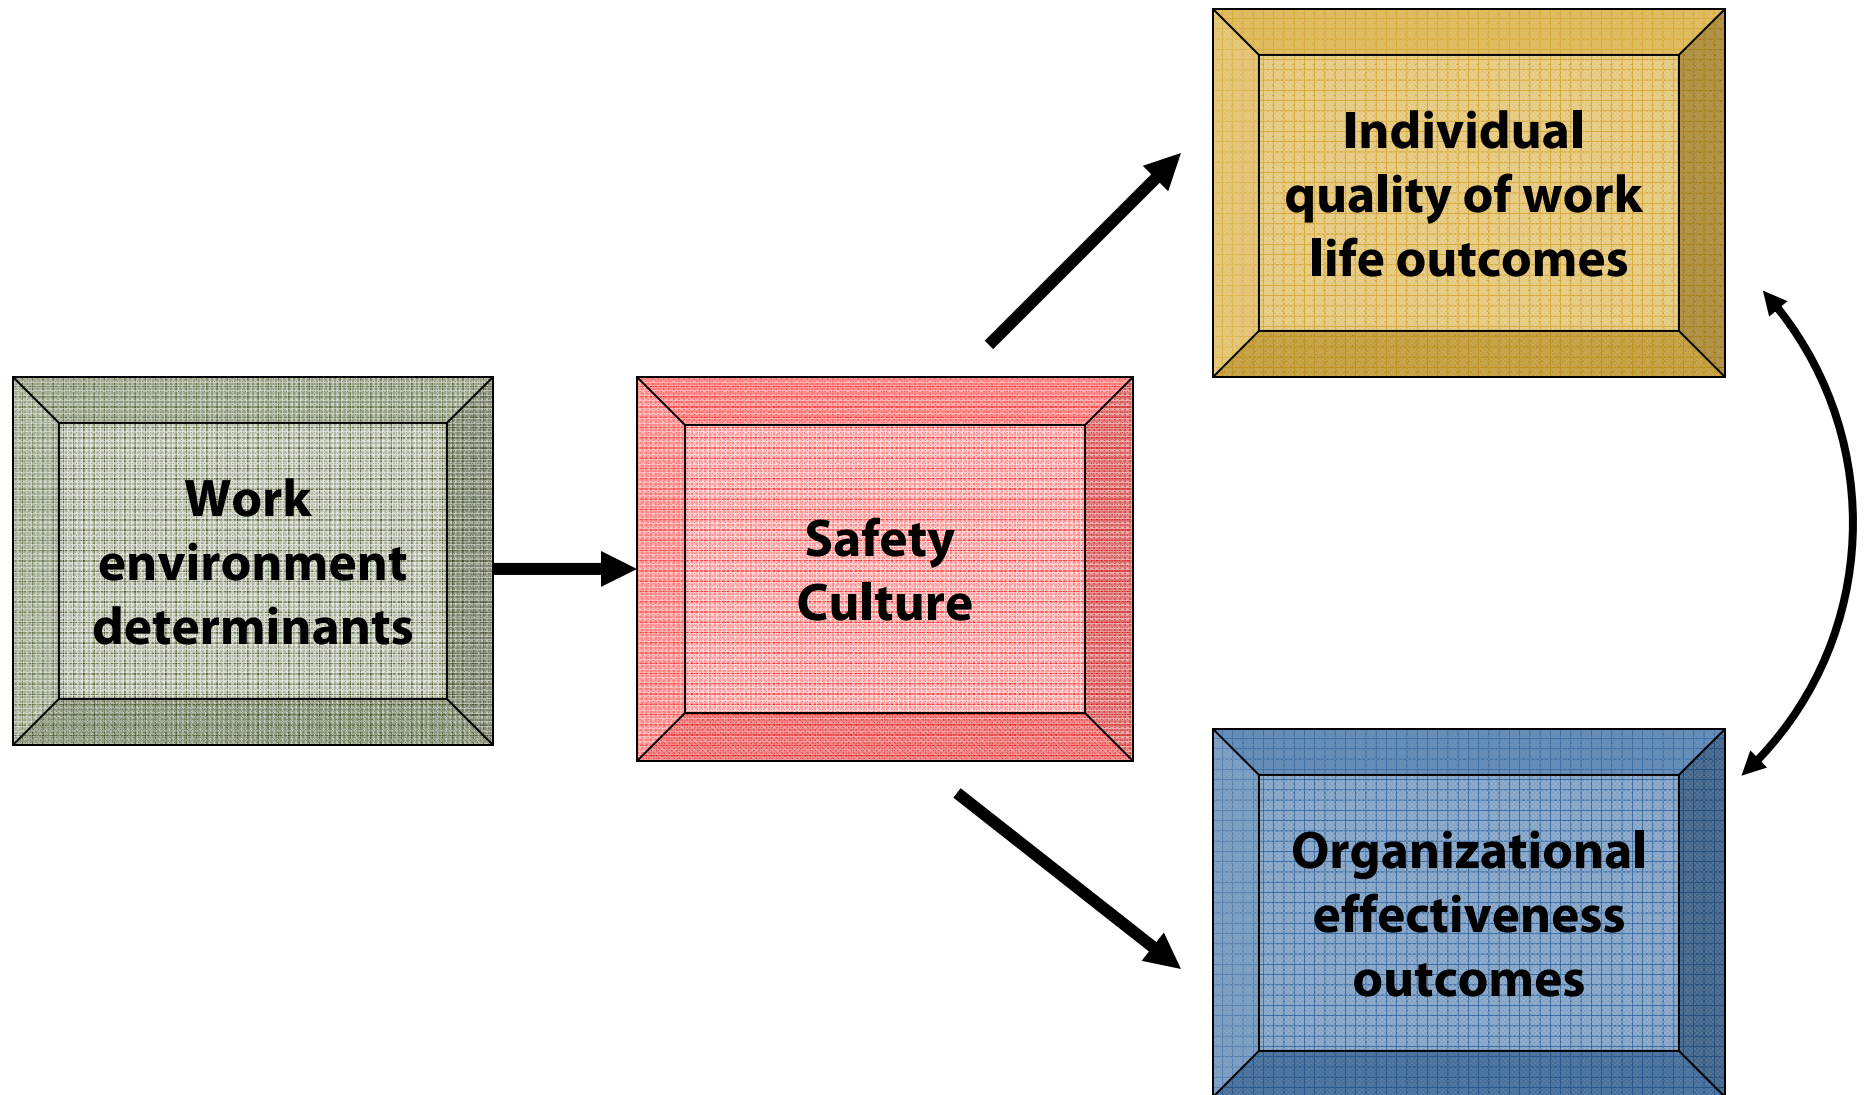 Individual
quality of work
life outcomes
Work
environment
determinants
Safety
Culture
Organizational
effectiveness
outcomes